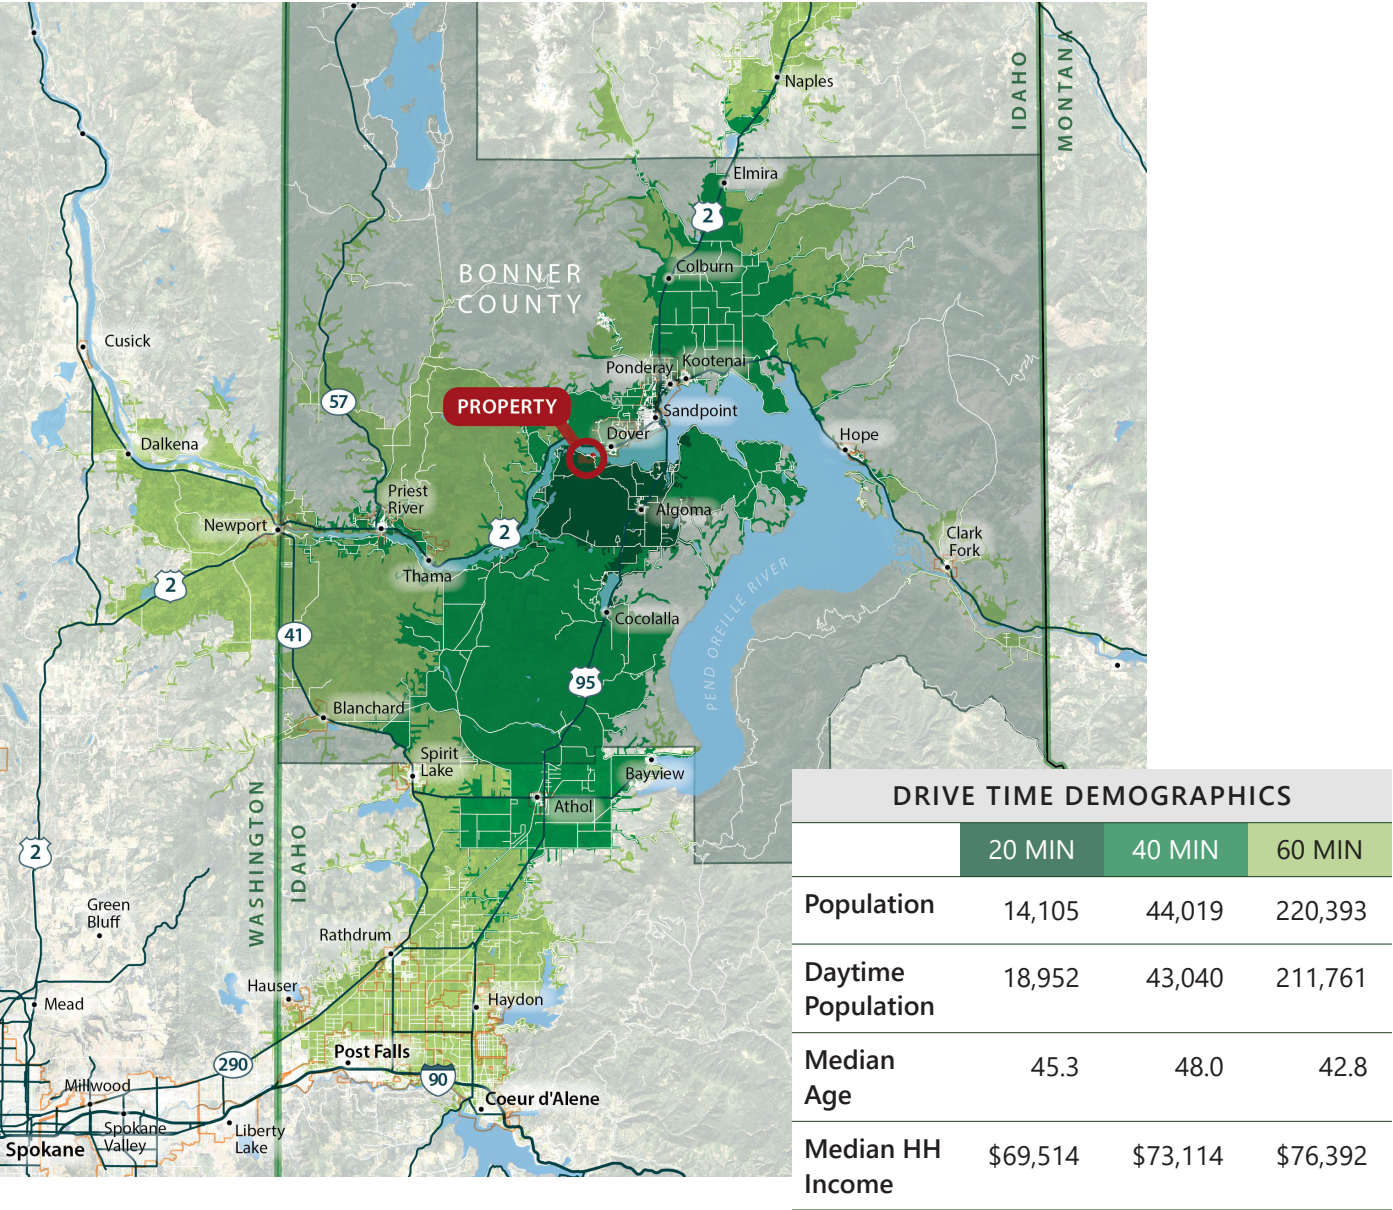 Naples
IDAHO
MONTANA
Elmira
2
Colburn
BONNER
COUNTY
Cusick
Ponderay
Kootenai
57
PROPERTY
Sandpoint
Dover
Hope
Dalkena
Priest
River
Newport
2
Algoma
Clark
Fork
Thama
2
PEND OREILLE RIVER
Cocolalla
41
95
Blanchard
Spirit
Lake
Bayview
Athol
WASHINGTON
IDAHO
2
Green
Bluff
Rathdrum
Hauser
Haydon
Mead
Post Falls
290
90
Millwood
Coeur d'Alene
Spokane
Valley
Liberty
Lake
Spokane
DRIVE TIME DEMOGRAPHICS
20 MIN 40 MIN 60 MIN
Population 14,105 44,019 220,393
Daytime
Population 18,952 43,040 211,761
Median
Age 45.3 48.0 42.8
Median HH
Income $69,514 $73,114 $76,392